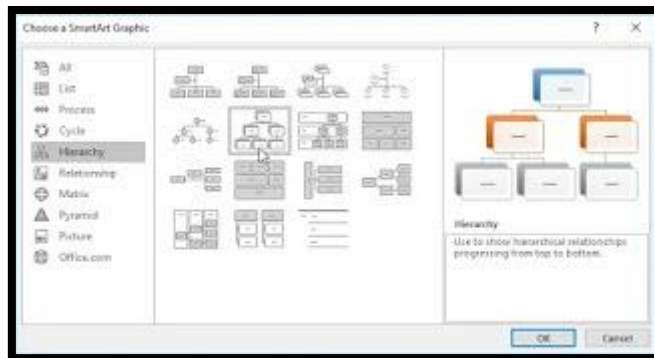 Choose a SmartArt Graphic
?
All
List
Process
Cycle
Hierarchy
Relationship
Matrix
Pyramid
Picture
Office.com
Hierarchy
Use to show hierarchical relationships
progressing from top to bottom.
OK
Cancel